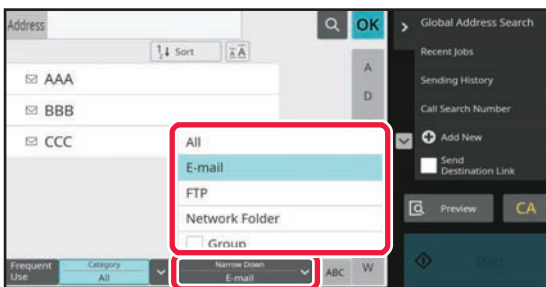 Address
OK
Global Address Search
Sort
Recent Jobs
AAA
A
Sending History
BBB
D
Call Search Number
CCC
All
Add New
E-mail
Send
Destination Link
FTP
Network Folder
Preview
CA
Group
Frequent
Use
Category
All
Narrow Down
E-mail
ABC
W
Start